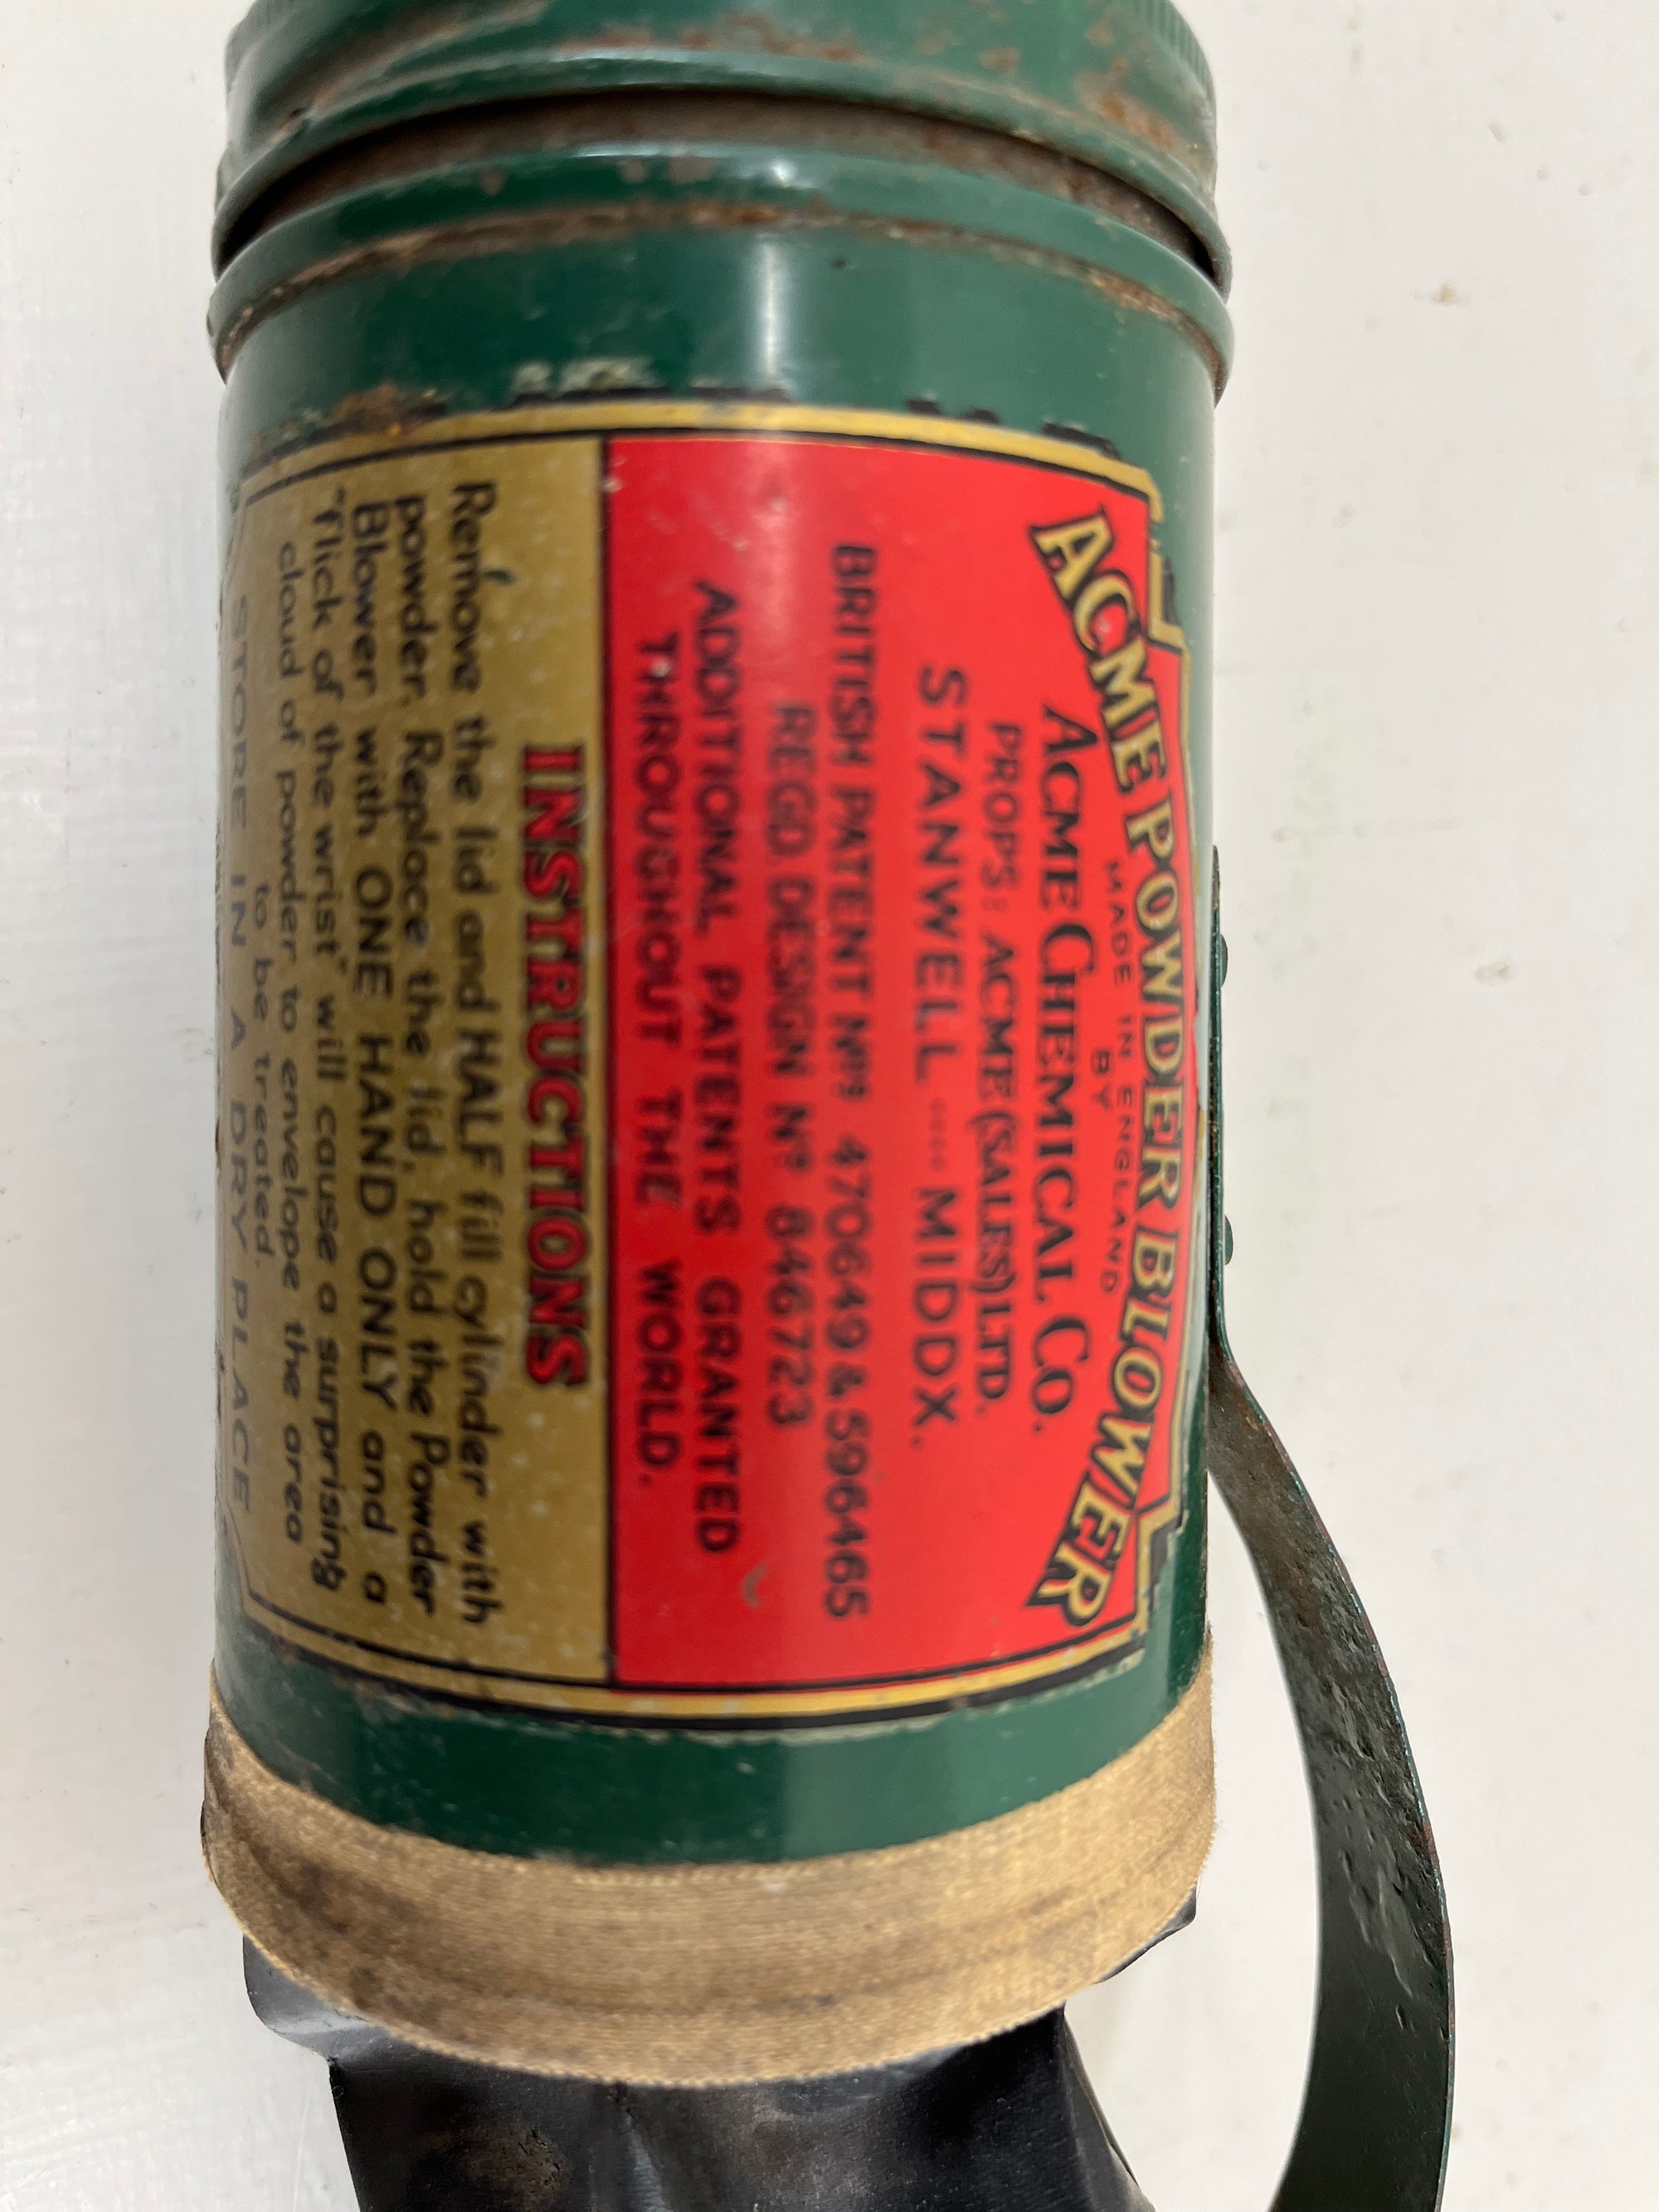 ACME POWDER BLOWER
MADE IN ENGLAND
BY
ACME CHEMICAL CO.
PROPS: ACME (SALES) LTD.
STANWELL ---- MIDDX.
BRITISH PATENT Nos 470649 & 596465
REGD. DESIGN No 846723
ADDITIONAL PATENTS GRANTED
THROUGHOUT THE WORLD.
INSTRUCTIONS
Remove the lid and HALF fill cylinder with
powder. Replace the lid, hold the Powder
Blower with ONE HAND ONLY and a
"flick of the wrist" will cause a surprising
cloud of powder to envelope the area
to be treated.
STORE IN A DRY PLACE